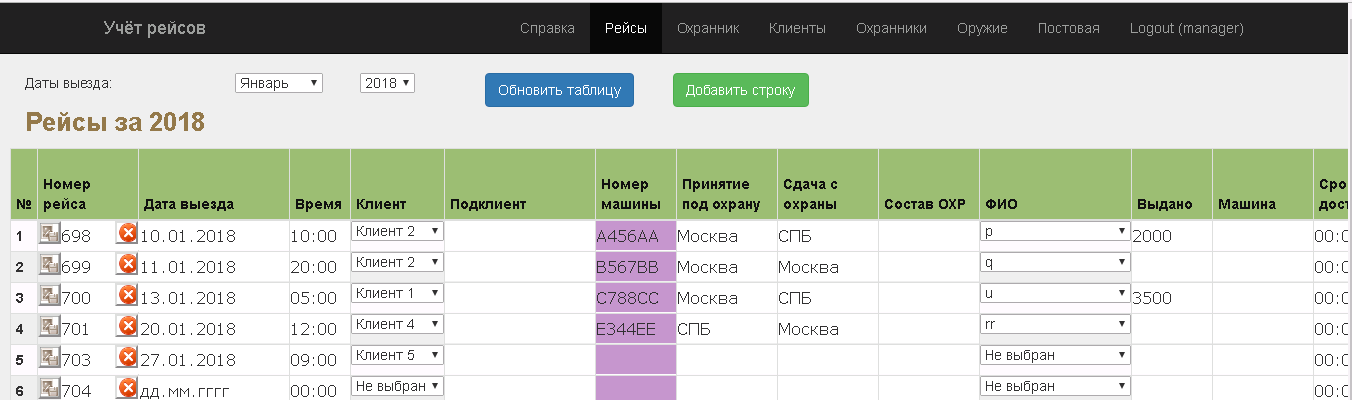 Учёт рейсов Справка Рейсы Охранник Клиенты Охранники Оружие Постовая Logout (manager)
Даты выезда: Январь 2018 Обновить таблицу Добавить строку
Рейсы за 2018
Номер Номер Принятие Сдача с Сро
№ рейса Дата выезда Время Клиент Подклиент машины под охрану охраны Состав ОХР ФИО Выдано Машина дост
1 698 10.01.2018 10:00 Клиент 2 A456AA Москва СПБ p 2000 00:0
2 699 11.01.2018 20:00 Клиент 2 B567BB Москва Москва q 00:0
3 700 13.01.2018 05:00 Клиент 1 C788CC Москва СПБ u 3500 00:0
4 701 20.01.2018 12:00 Клиент 4 E344EE СПБ Москва rr 00:0
5 703 27.01.2018 09:00 Клиент 5 Не выбран 00:0
6 704 дд.мм.гггг 00:00 Не выбран Не выбран 00:0